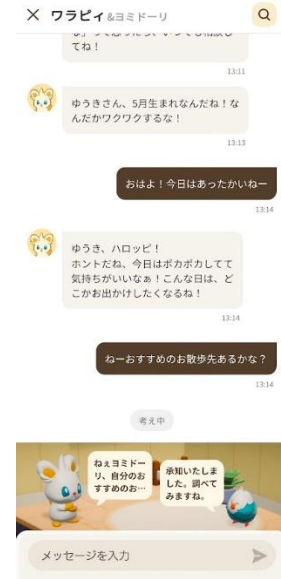 ワラピィ&ヨミドーリ
てね！
13:11
ゆうきさん、5月生まれなんだね！な
んだかワクワクするな！
13:13
おはよ！今日はあったかいねー
13:14
ゆうき、ハロッピ！
ホントだね、今日はポカポカしてて
気持ちがいいなぁ！こんな日は、ど
こかお出かけしたくなるね！
13:14
ねーおすすめのお散歩先あるかな？
13:14
考え中
ねぇヨミドー
リ、自分のお
すすめのお…
承知いたしま
した。調べて
みますね。
メッセージを入力